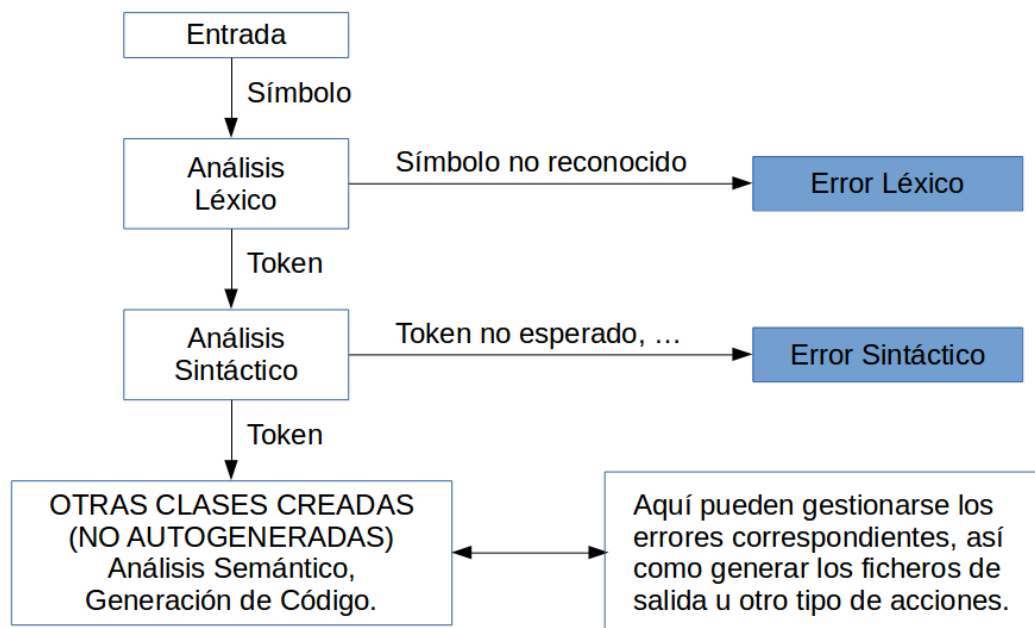 Entrada
Símbolo
Análisis
Léxico
Símbolo no reconocido
Error Léxico
Token
Análisis
Sintáctico
Token no esperado, …
Error Sintáctico
Token
OTRAS CLASES CREADAS
(NO AUTOGENERADAS)
Análisis Semántico,
Generación de Código.
Aquí pueden gestionarse los
errores correspondientes, así
como generar los ficheros de
salida u otro tipo de acciones.